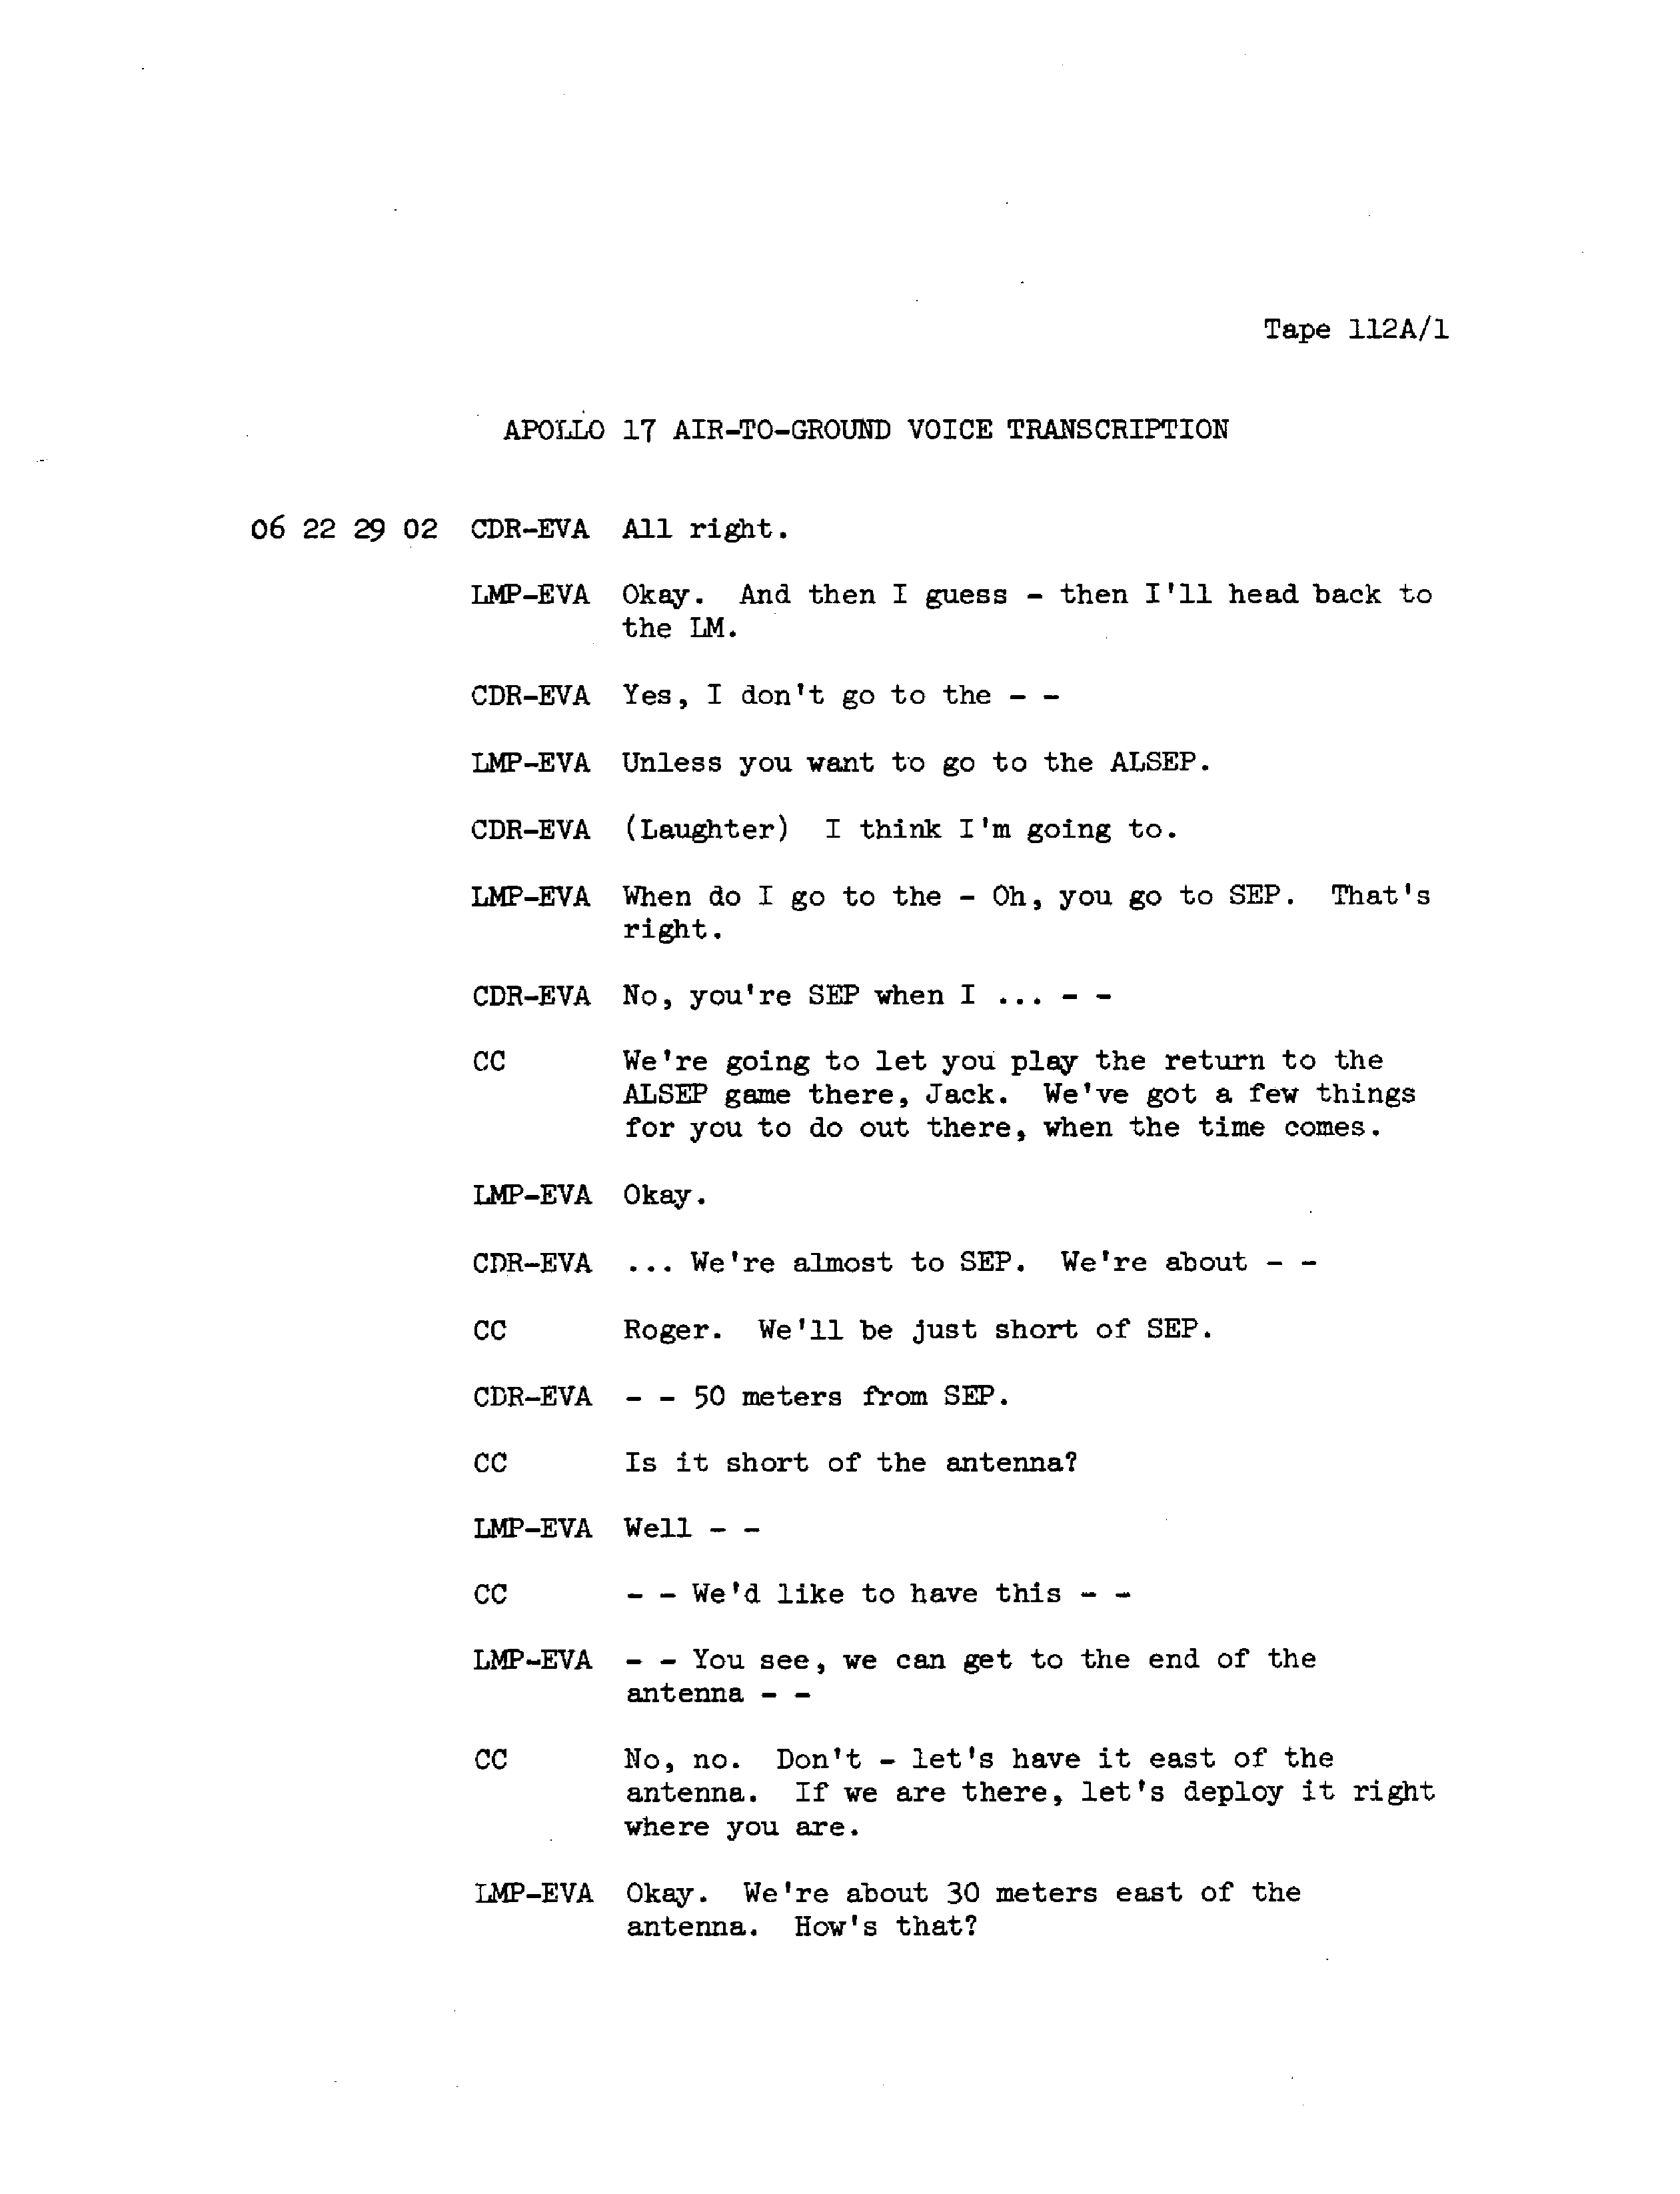 Tape 112A/1
APOLLO 17 AIR-TO-GROUND VOICE TRANSCRIPTION
06 22 29 02 CDR-EVA All right.
LMP-EVA Okay. And then I guess - then I'll head back to
the LM.
CDR-EVA Yes, I don't go to the - -
LMP-EVA Unless you want to go to the ALSEP.
CDR-EVA (Laughter) I think I'm going to.
LMP-EVA When do I go to the - Oh, you go to SEP. That's
right.
CDR-EVA No, you're SEP when I ... - -
CC We're going to let you play the return to the
ALSEP game there, Jack. We've got a few things
for you to do out there, when the time comes.
LMP-EVA Okay.
CDR-EVA ... We're almost to SEP. We're about - -
CC Roger. We'll be just short of SEP.
CDR-EVA - - 50 meters from SEP.
CC Is it short of the antenna?
LMP-EVA Well - -
CC - - We'd like to have this - -
LMP-EVA - - You see, we can get to the end of the
antenna - -
CC No, no. Don't - let's have it east of the
antenna. If we are there, let's deploy it right
where you are.
LMP-EVA Okay. We're about 30 meters east of the
antenna. How's that?